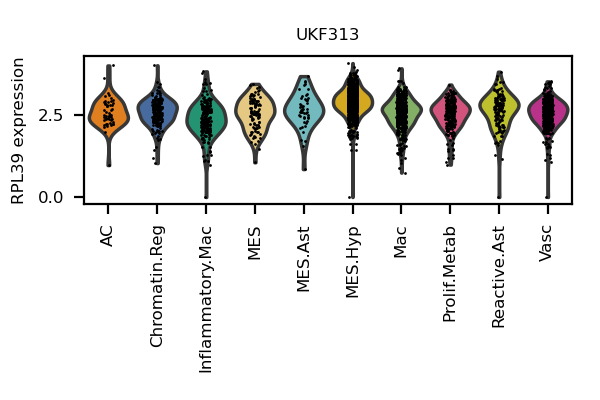 UKF313
RPL39 expression
2.5
0.0
AC
Chromatin.Reg
Inflammatory.Mac
MES
MES.Ast
MES.Hyp
Mac
Prolif.Metab
Reactive.Ast
Vasc